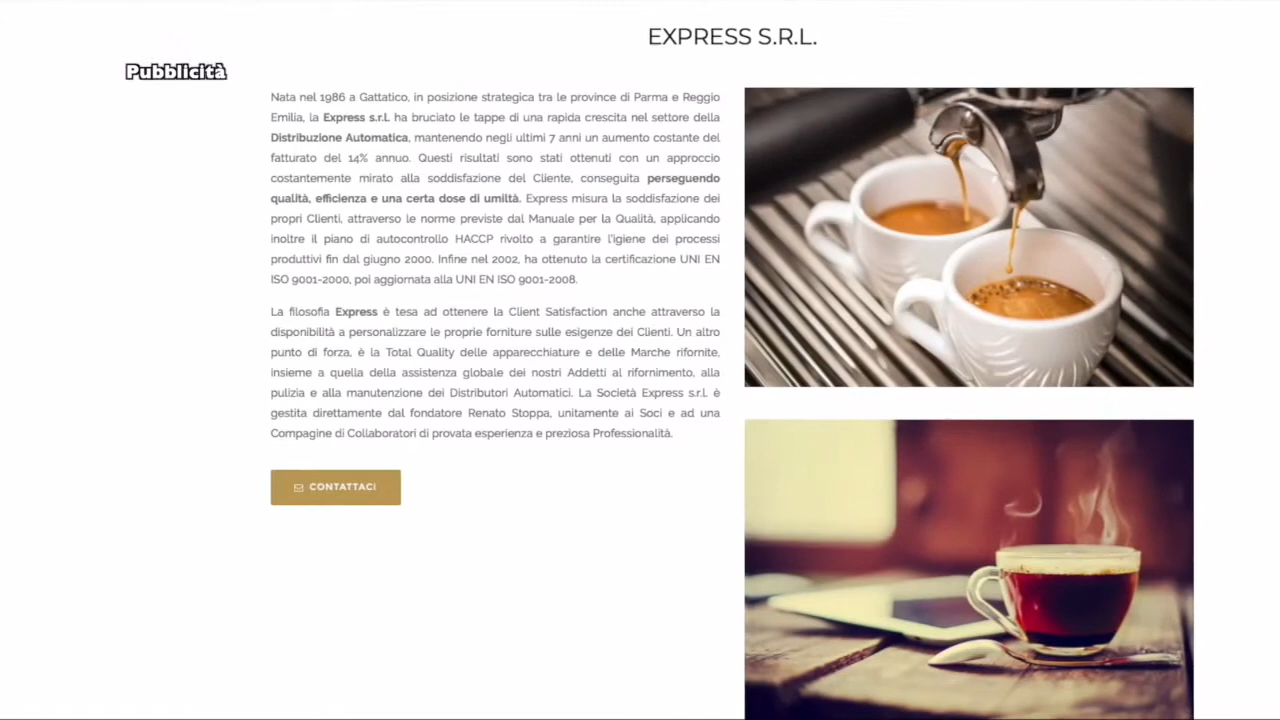 EXPRESS S.R.L.
Pubblicità
Nata nel 1986 a Gattatico, in posizione strategica tra le province di Parma e Reggio
Emilia, la Express s.r.l. ha bruciato le tappe di una rapida crescita nel settore della
Distribuzione Automatica, mantenendo negli ultimi 7 anni un aumento costante del
fatturato del 14% annuo. Questi risultati sono stati ottenuti con un approccio
costantemente mirato alla soddisfazione del Cliente, conseguita perseguendo
qualità, efficienza e una certa dose di umiltà. Express misura la soddisfazione dei
propri Clienti, attraverso le norme previste dal Manuale per la Qualità, applicando
inoltre il piano di autocontrollo HACCP rivolto a garantire l'igiene dei processi
produttivi fin dal giugno 2000. Infine nel 2002, ha ottenuto la certificazione UNI EN
ISO 9001-2000, poi aggiornata alla UNI EN ISO 9001-2008.
La filosofia Express è tesa ad ottenere la Client Satisfaction anche attraverso la
disponibilità a personalizzare le proprie forniture sulle esigenze dei Clienti. Un altro
punto di forza, è la Total Quality delle apparecchiature e delle Marche rifornite,
insieme a quella della assistenza globale dei nostri Addetti al rifornimento, alla
pulizia e alla manutenzione dei Distributori Automatici. La Società Express s.r.l. è
gestita direttamente dal fondatore Renato Stoppa, unitamente ai Soci e ad una
Compagine di Collaboratori di provata esperienza e preziosa Professionalità.
CONTATTACI